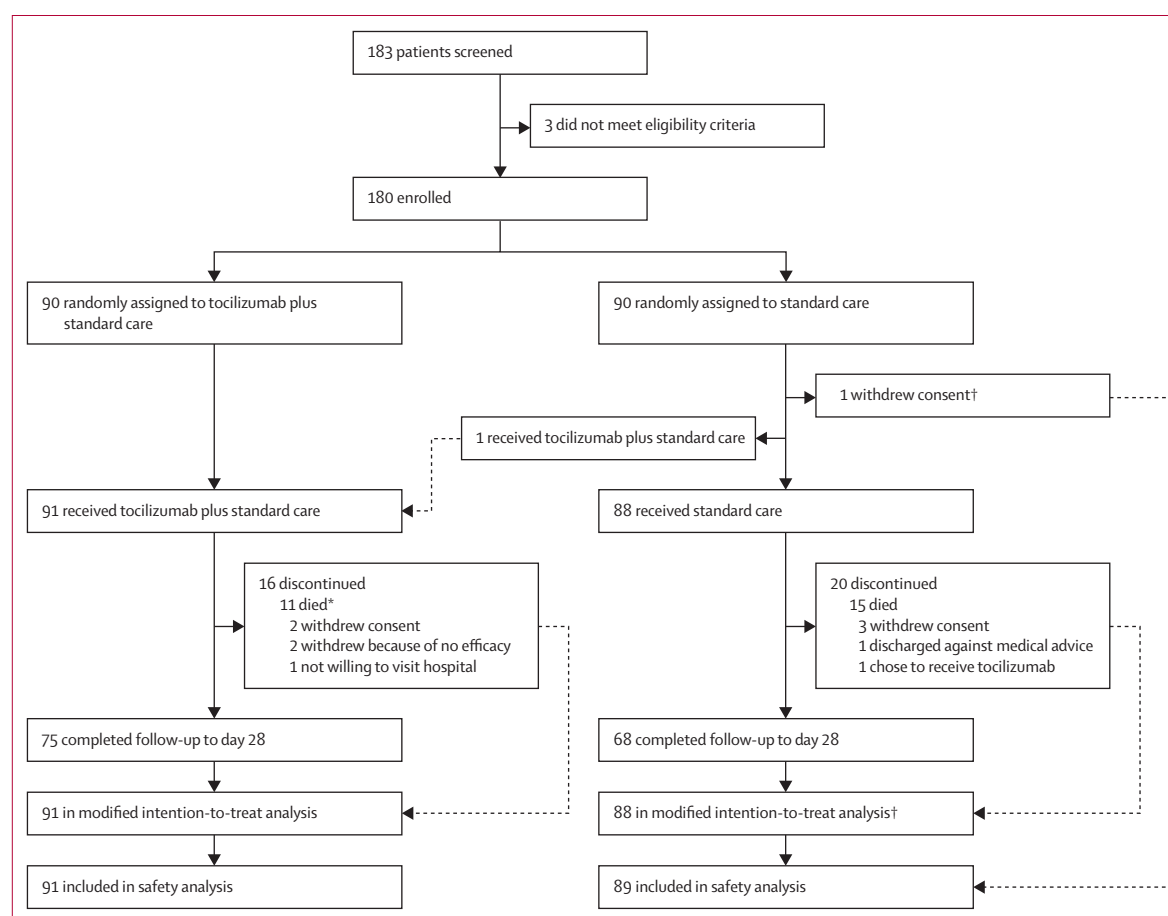 183 patients screened
3 did not meet eligibility criteria
180 enrolled
90 randomly assigned to tocilizumab plus
standard care
90 randomly assigned to standard care
1 withdrew consent†
1 received tocilizumab plus standard care
91 received tocilizumab plus standard care
88 received standard care
16 discontinued
11 died*
2 withdrew consent
2 withdrew because of no efficacy
1 not willing to visit hospital
20 discontinued
15 died
3 withdrew consent
1 discharged against medical advice
1 chose to receive tocilizumab
75 completed follow-up to day 28
68 completed follow-up to day 28
91 in modified intention-to-treat analysis
88 in modified intention-to-treat analysis†
91 included in safety analysis
89 included in safety analysis